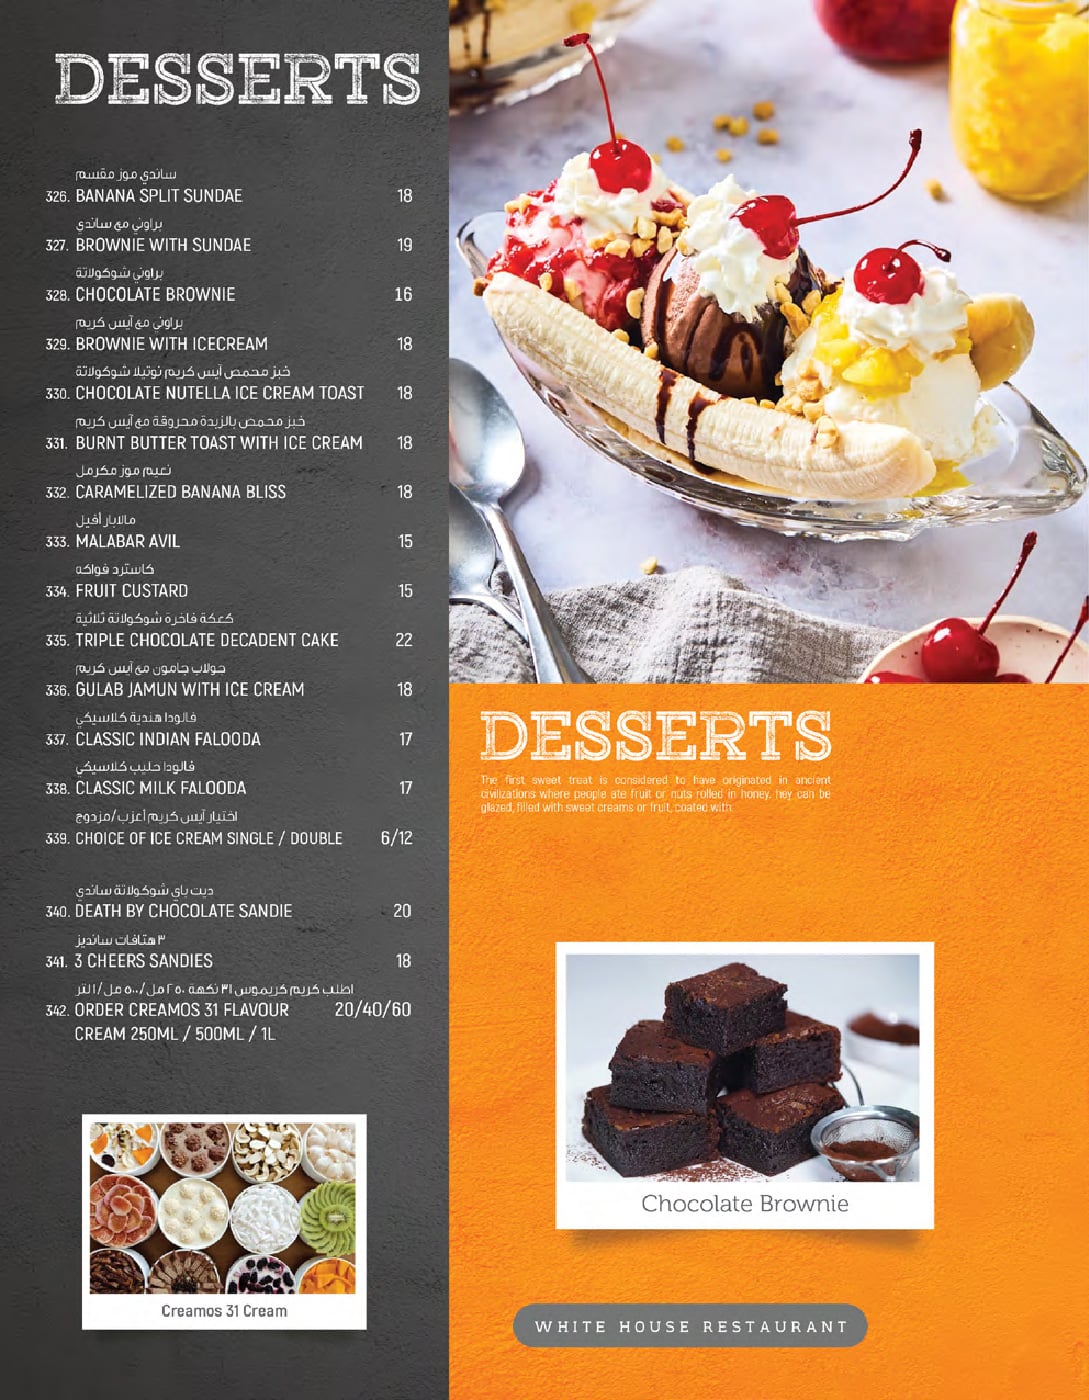 DESSERTS
ساندي موز مقسم
326. BANANA SPLIT SUNDAE 18
براوني مع ساندي
327. BROWNIE WITH SUNDAE 19
براوني شوكولاتة
328. CHOCOLATE BROWNIE 16
براوني مع آيس كريم
329. BROWNIE WITH ICECREAM 18
خبز محمص آيس كريم نوتيلا شوكولاتة
330. CHOCOLATE NUTELLA ICE CREAM TOAST 18
خبز محمص بالزبدة محروقة مع آيس كريم
331. BURNT BUTTER TOAST WITH ICE CREAM 18
نعيم موز مكرمل
332. CARAMELIZED BANANA BLISS 18
مالابار أفيل
333. MALABAR AVIL 15
كاسترد فواكه
334. FRUIT CUSTARD 15
كعكة فاخرة شوكولاتة ثلاثية
335. TRIPLE CHOCOLATE DECADENT CAKE 22
جولاب جامون مع آيس كريم
336. GULAB JAMUN WITH ICE CREAM 18
فالودا هندية كلاسيكي
337. CLASSIC INDIAN FALOODA 17
فالودا حليب كلاسيكي
338. CLASSIC MILK FALOODA 17
اختيار آيس كريم أعزب/مزدوج
339. CHOICE OF ICE CREAM SINGLE / DOUBLE 6/12
ديت باي شوكولاتة ساندي
340. DEATH BY CHOCOLATE SANDIE 20
٣ هتافات سانديز
341. 3 CHEERS SANDIES 18
اطلب كريم كريموس ٣١ نكهة ٢٥٠ مل/٥٠٠ مل/١ لتر
342. ORDER CREAMOS 31 FLAVOUR 20/40/60
CREAM 250ML / 500ML / 1L
Creamos 31 Cream
DESSERTS
The first sweet treat is considered to have originated in ancient
civilizations where people ate fruit or nuts rolled in honey. hey can be
glazed, filled with sweet creams or fruit, coated with.
Chocolate Brownie
WHITE HOUSE RESTAURANT